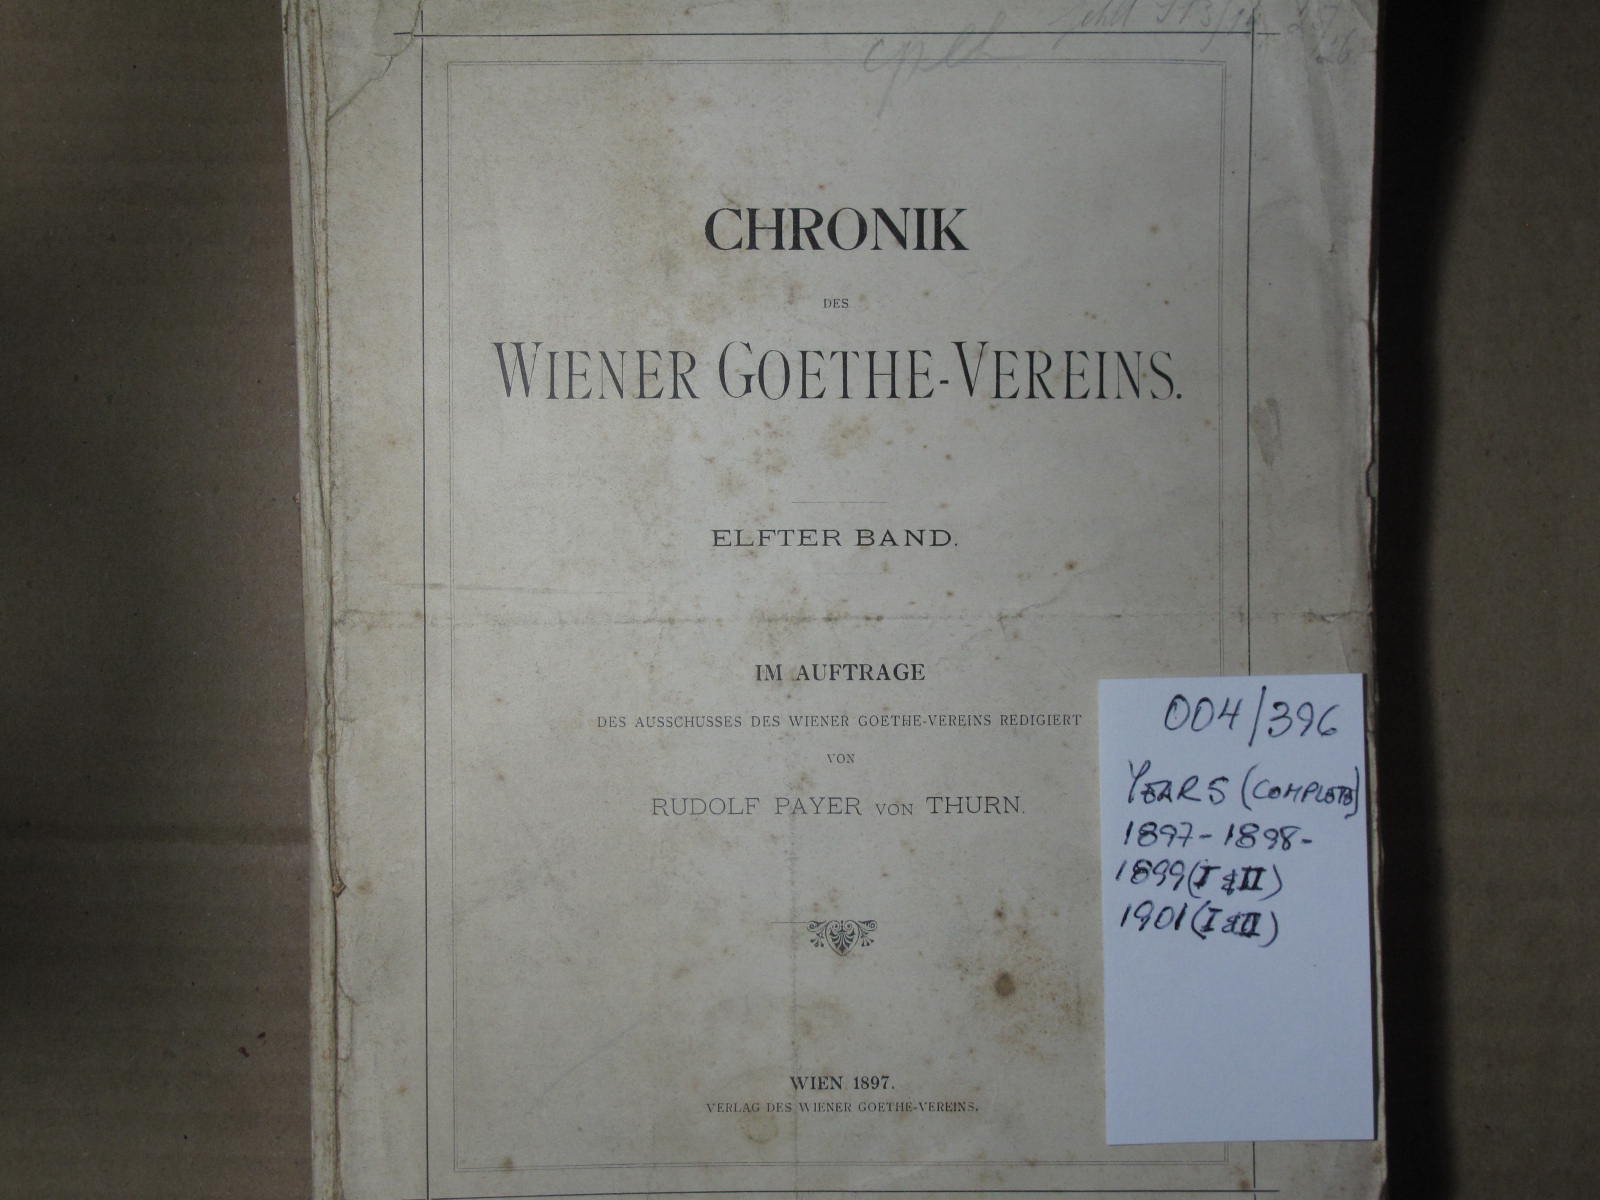 CHRONIK
DES
WIENER GOETHE-VEREINS.
ELFTER BAND.
IM AUFTRAGE
DES AUSSCHUSSES DES WIENER GOETHE-VEREINS REDIGIERT
VON
RUDOLF PAYER VON THURN.
WIEN 1897.
VERLAG DES WIENER GOETHE-VEREINS.
004/396
YEARS (COMPLETE)
1897-1898-
1899 (I & II)
1901 (I & II)